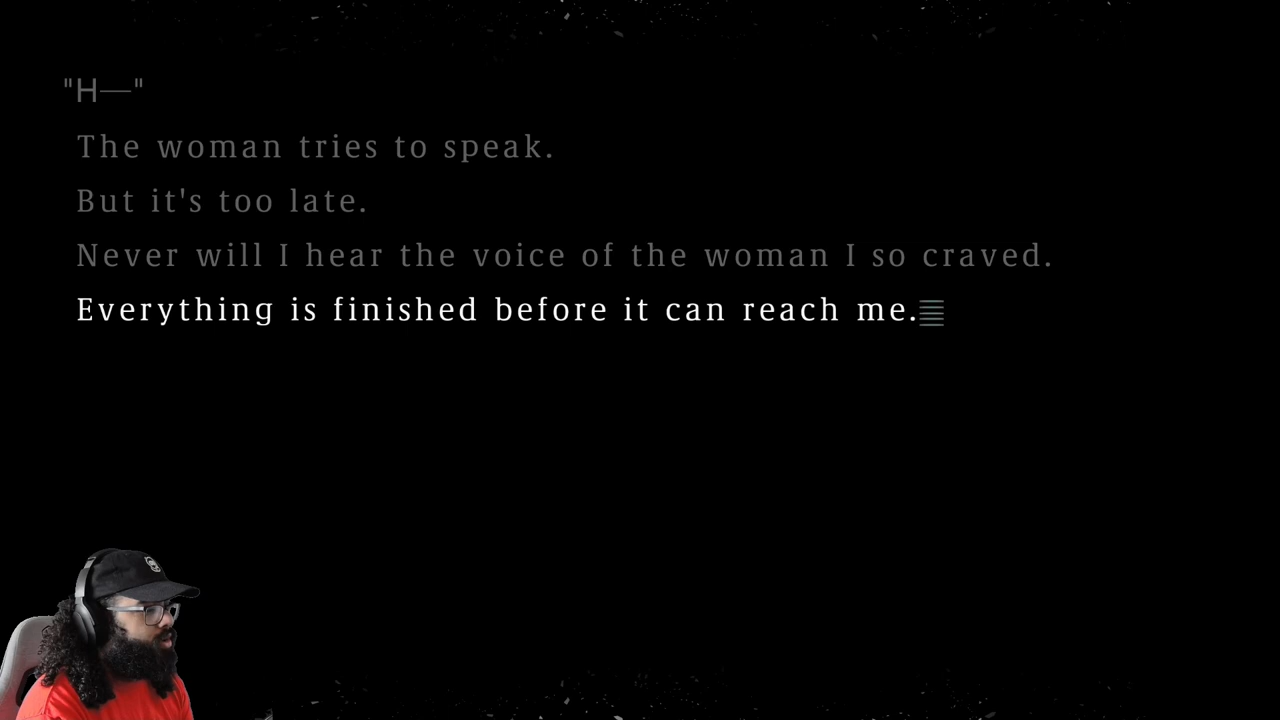 "H—"
The woman tries to speak.
But it's too late.
Never will I hear the voice of the woman I so craved.
Everything is finished before it can reach me.